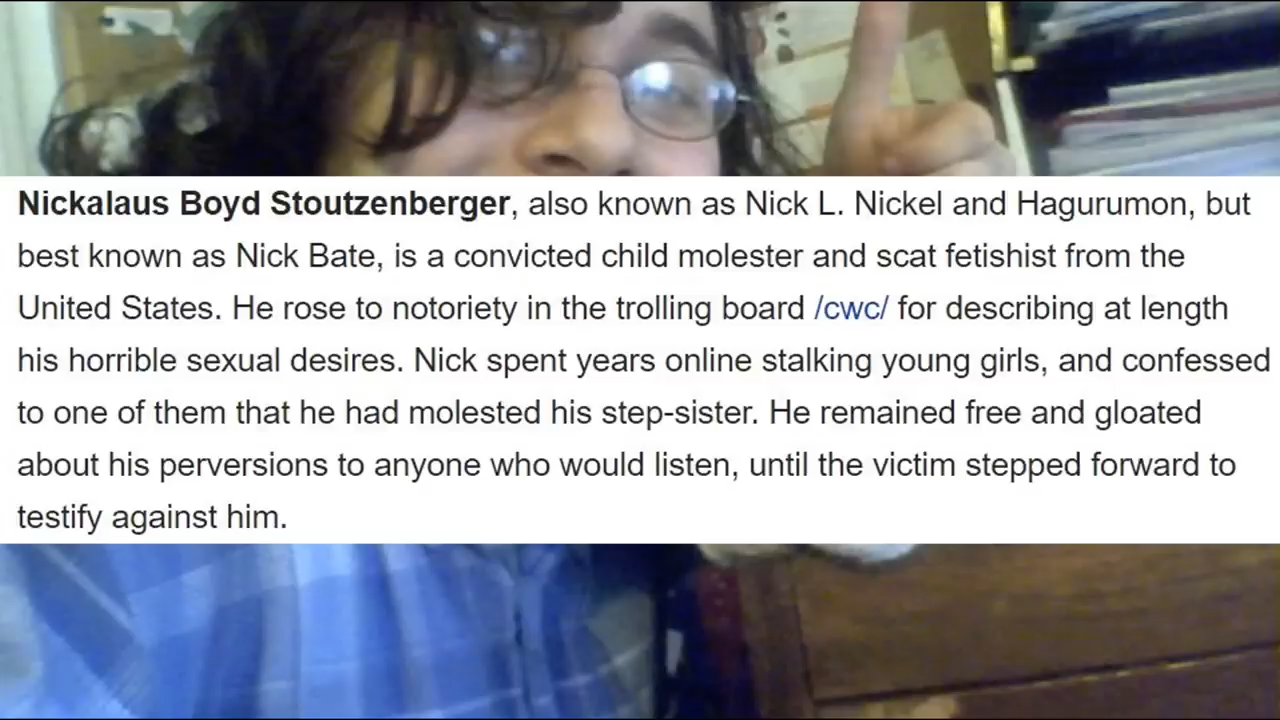 Nickalaus Boyd Stoutzenberger, also known as Nick L. Nickel and Hagurumon, but
best known as Nick Bate, is a convicted child molester and scat fetishist from the
United States. He rose to notoriety in the trolling board /cwc/ for describing at length
his horrible sexual desires. Nick spent years online stalking young girls, and confessed
to one of them that he had molested his step-sister. He remained free and gloated
about his perversions to anyone who would listen, until the victim stepped forward to
testify against him.